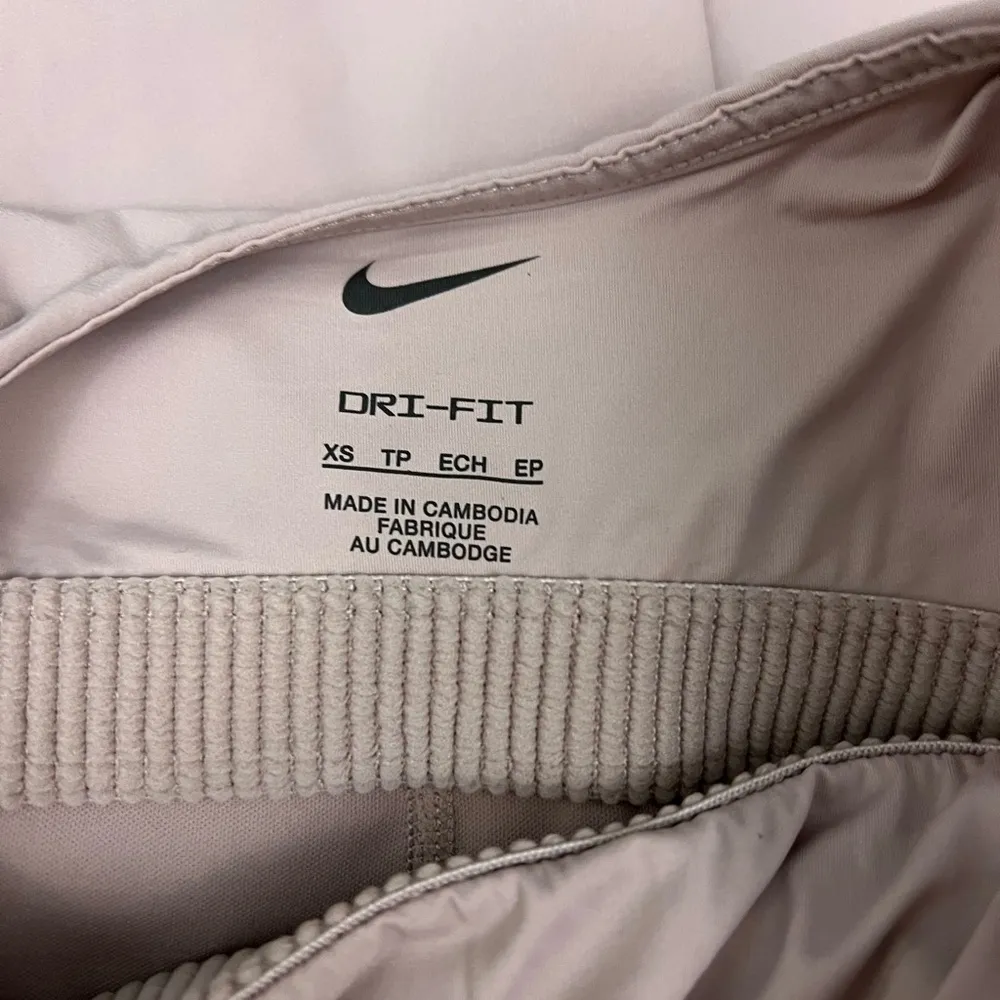 DRI-FIT
XS TP ECH EP
MADE IN CAMBODIA
FABRIQUE
AU CAMBODGE